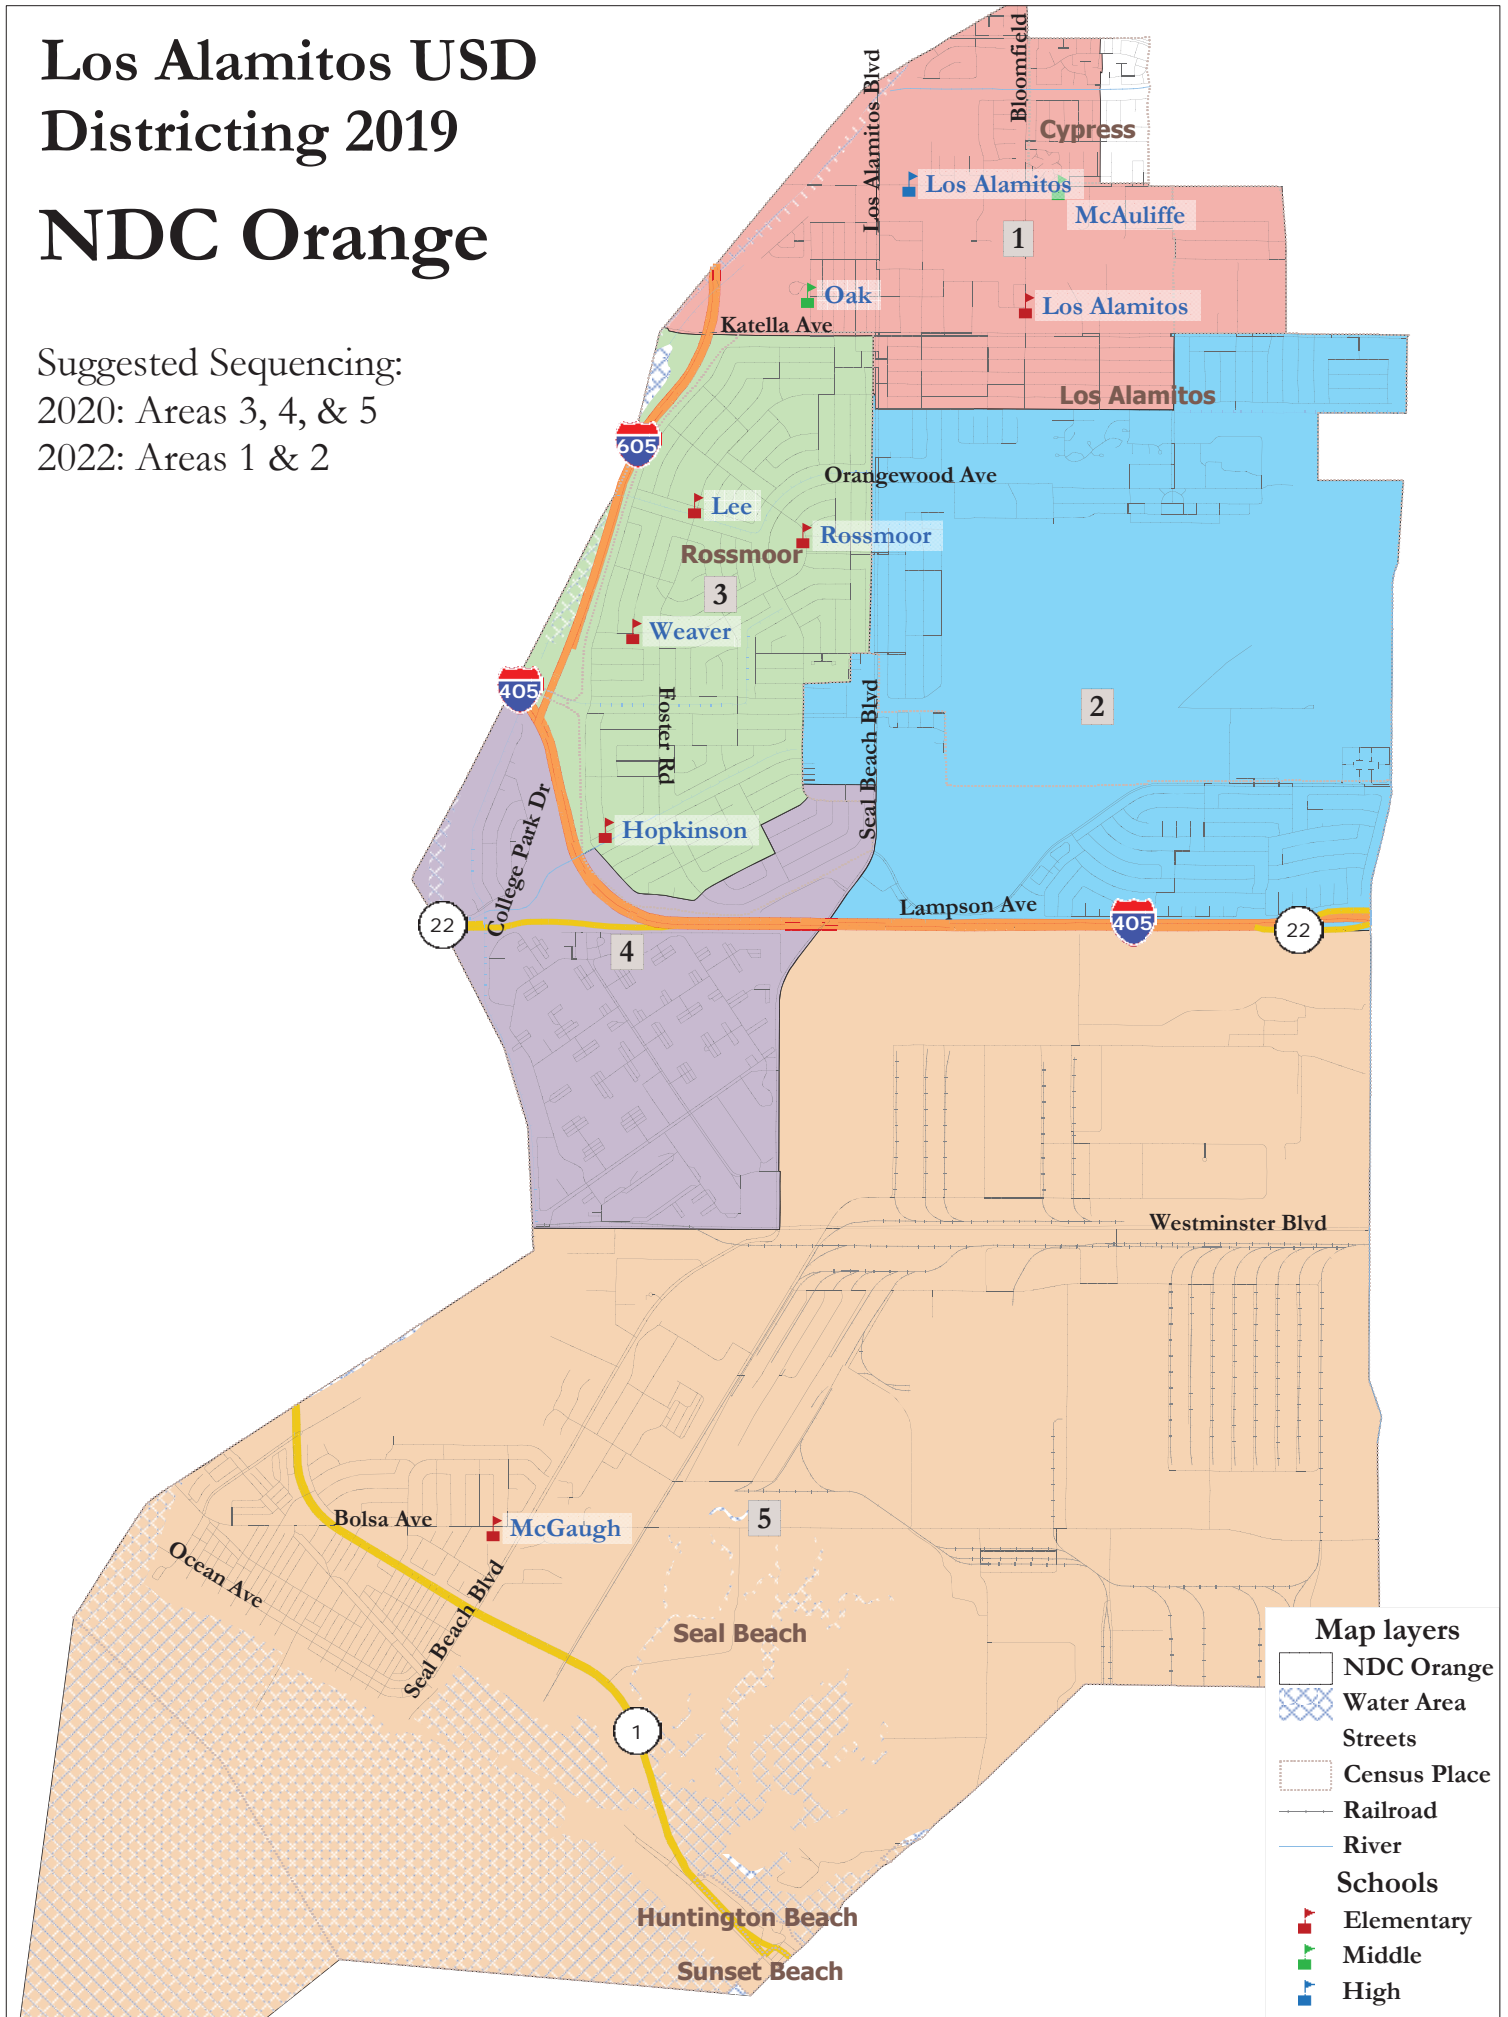 Los Alamitos USD
Districting 2019
NDC Orange
Suggested Sequencing:
2020: Areas 3, 4, & 5
2022: Areas 1 & 2
Bloomfield
Los Alamitos Blvd
Cypress
Los Alamitos
McAuliffe
1
Oak
Los Alamitos
Katella Ave
Los Alamitos
605
Orangewood Ave
Lee
Rossmoor
Rossmoor
3
Weaver
405
Foster Rd
Seal Beach Blvd
2
College Park Dr
Hopkinson
Lampson Ave
22
405
22
4
Westminster Blvd
Bolsa Ave
McGaugh
5
Ocean Ave
Seal Beach Blvd
Seal Beach
1
Huntington Beach
Sunset Beach
Map layers
NDC Orange
Water Area
Streets
Census Place
Railroad
River
Schools
Elementary
Middle
High